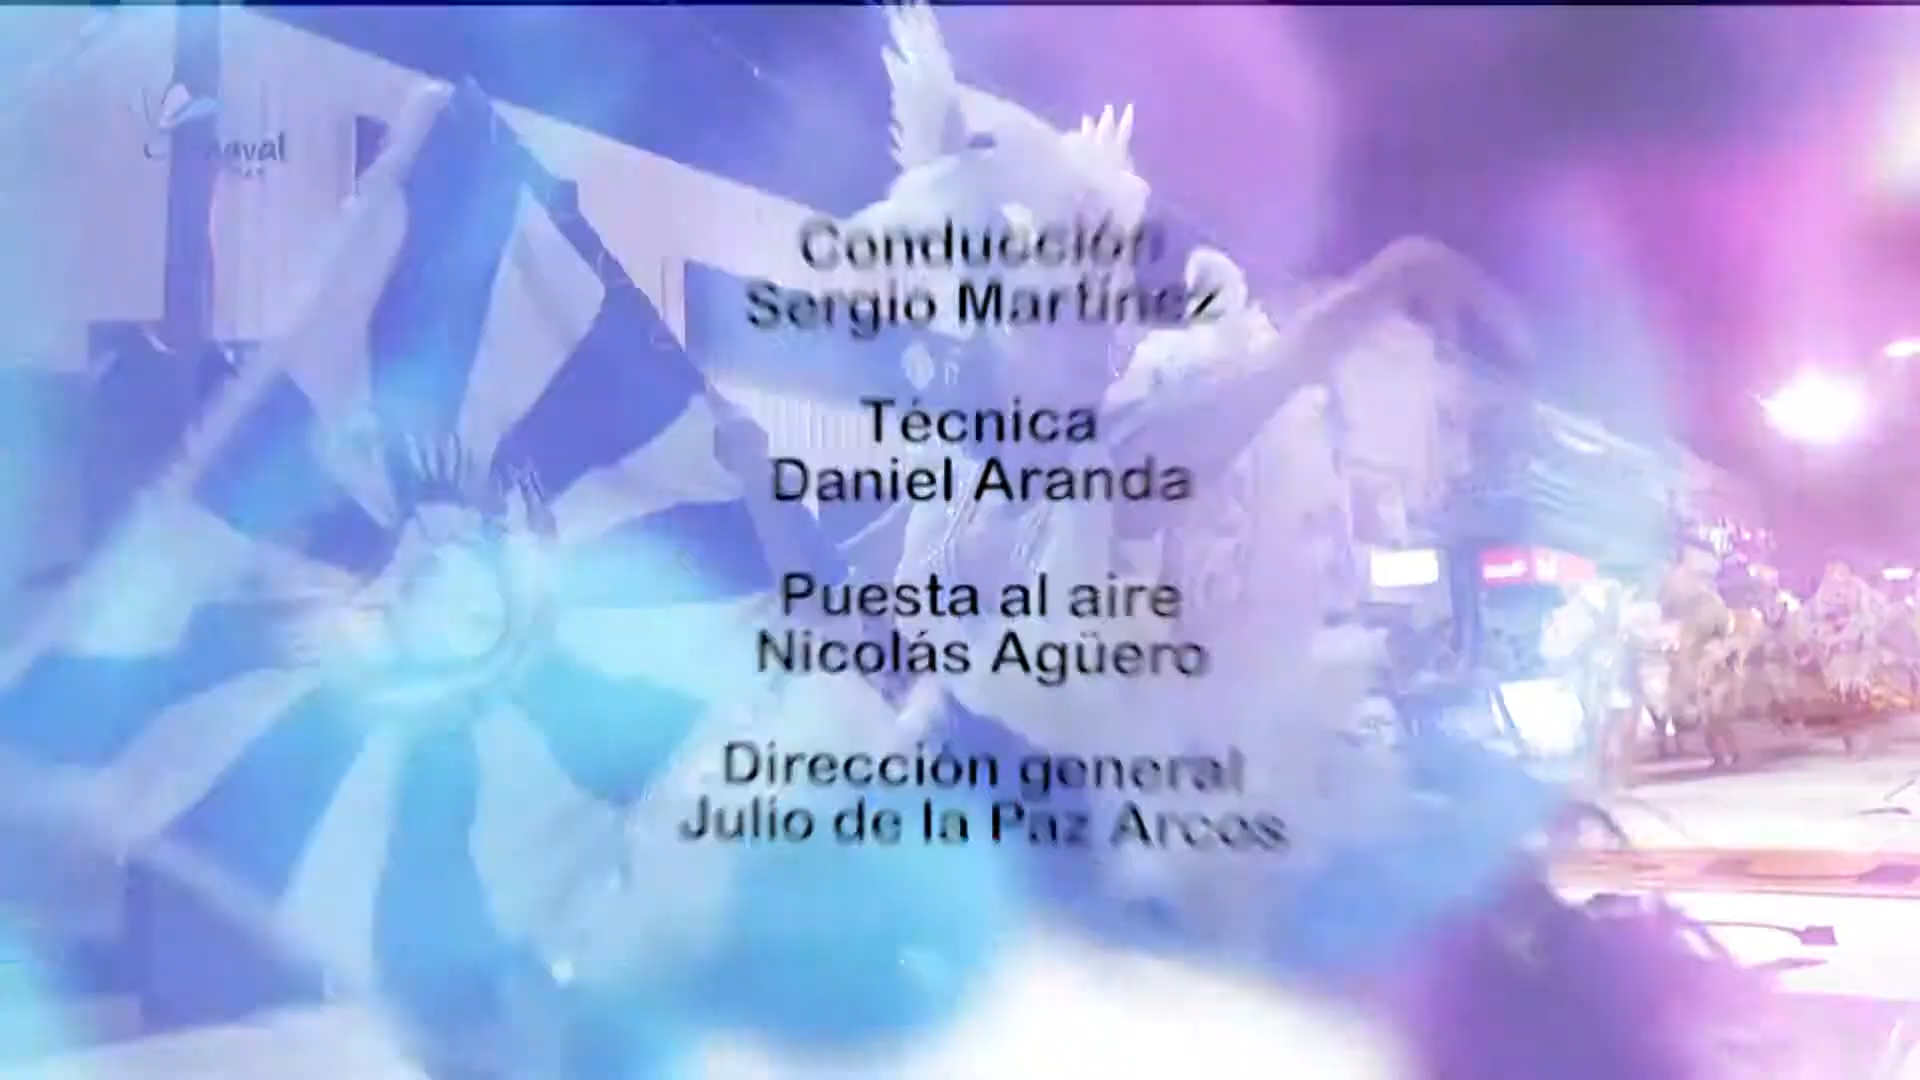 Conducción
Sergio Martínez
Técnica
Daniel Aranda
Puesta al aire
Nicolás Agüero
Dirección general
Julio de la Paz Arcos